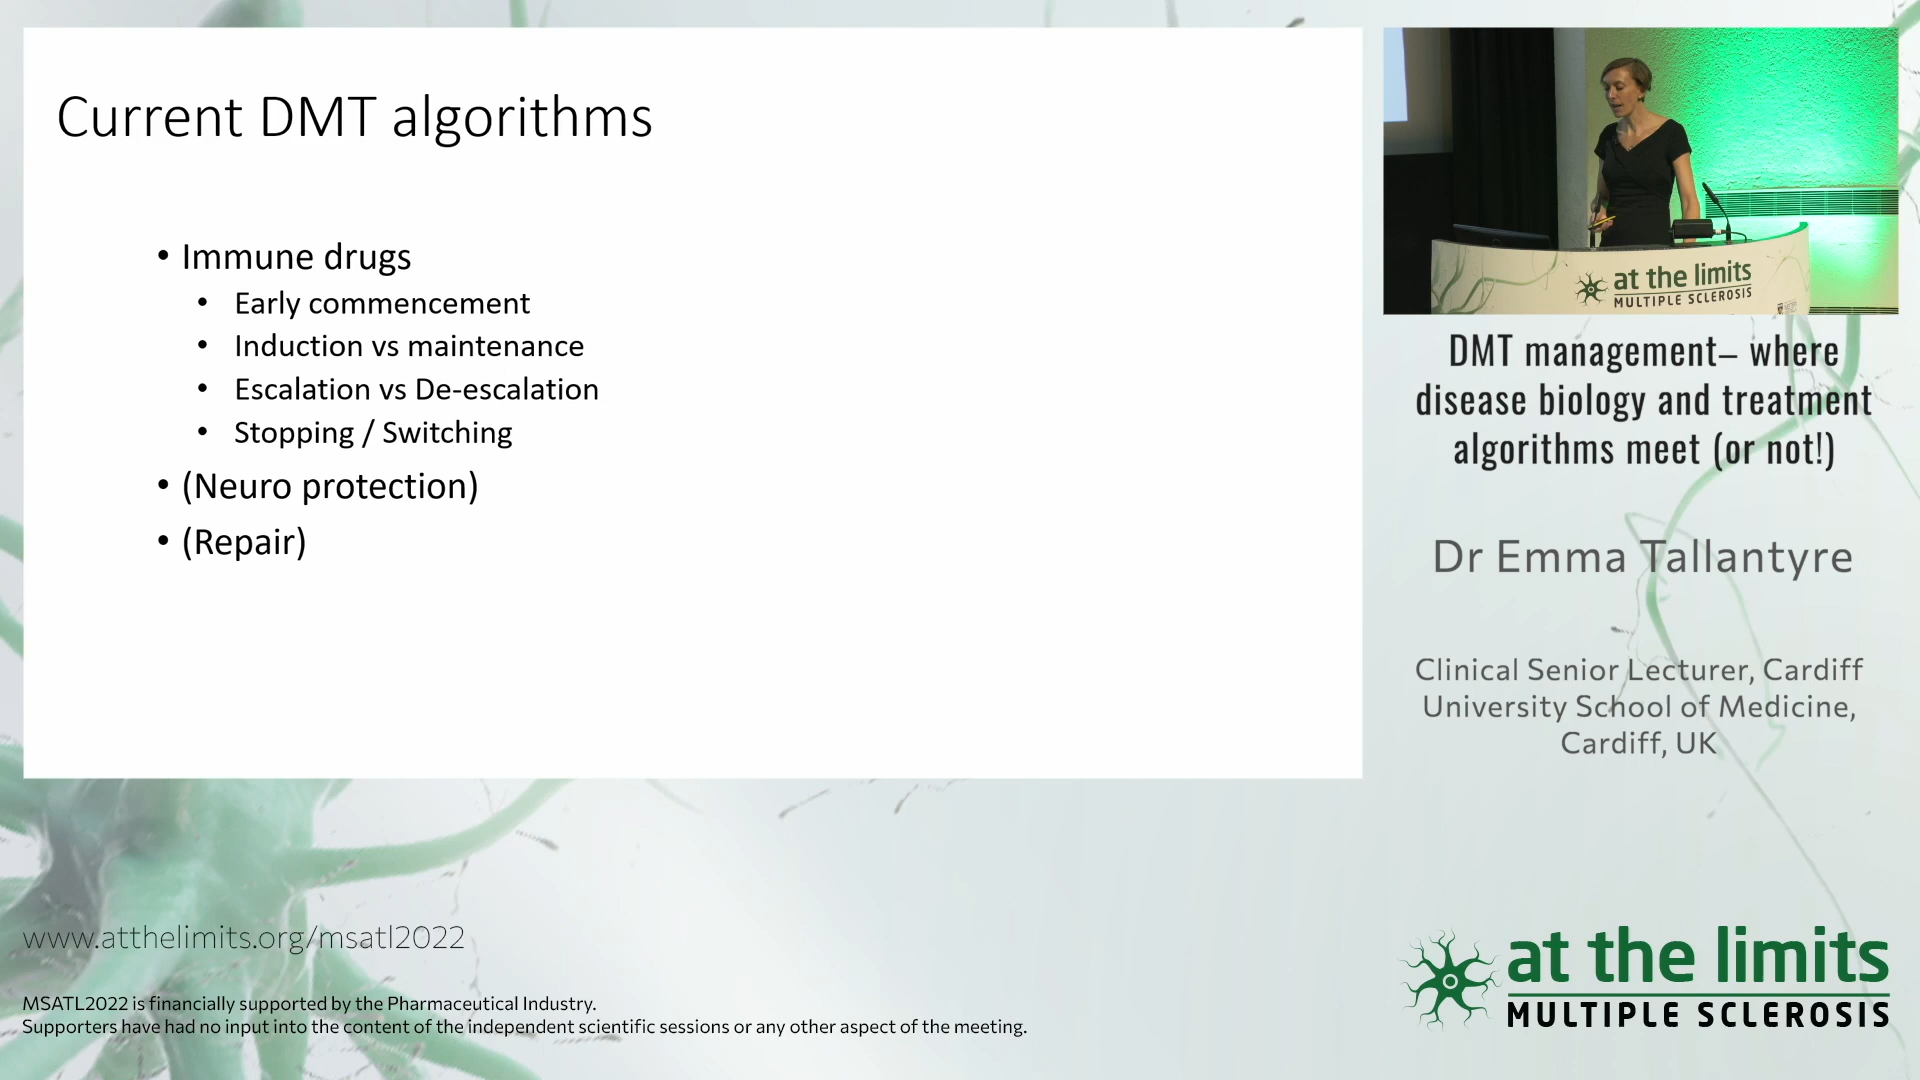 Current DMT algorithms
• Immune drugs
• Early commencement
• Induction vs maintenance
• Escalation vs De-escalation
• Stopping / Switching
• (Neuro protection)
• (Repair)
at the limits
MULTIPLE SCLEROSIS
DMT management– where
disease biology and treatment
algorithms meet (or not!)
Dr Emma Tallantyre
Clinical Senior Lecturer, Cardiff
University School of Medicine,
Cardiff, UK
www.atthelimits.org/msatl2022
MSATL2022 is financially supported by the Pharmaceutical Industry.
Supporters have had no input into the content of the independent scientific sessions or any other aspect of the meeting.
at the limits
MULTIPLE SCLEROSIS